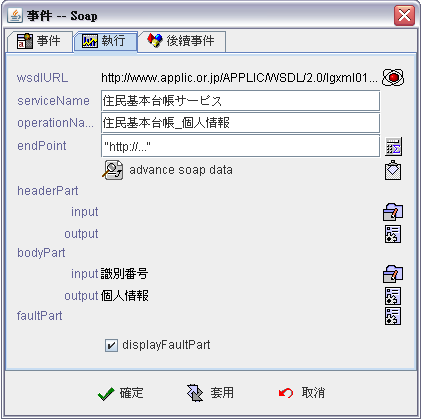 事件 -- Soap
事件 執行 後續事件
wsdlURL http://www.applic.or.jp/APPLIC/WSDL/2.0/lgxml01...
serviceName 住民基本台帳サービス
operationNa... 住民基本台帳_個人情報
endPoint "http://..."
advance soap data
headerPart
input
output
bodyPart
input 識別番号
output 個人情報
faultPart
displayFaultPart
確定 套用 取消